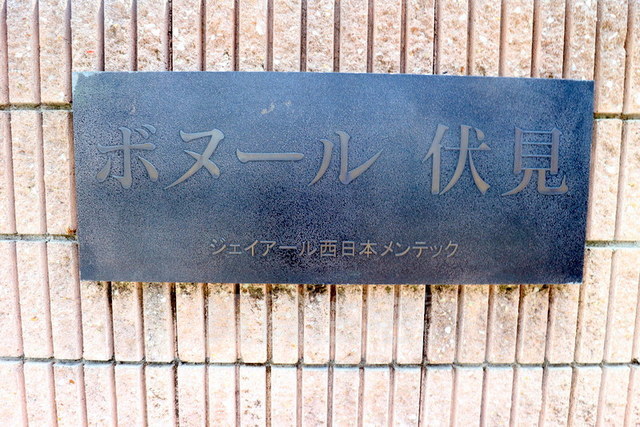 ボヌール 伏見
ジェイアール西日本メンテック